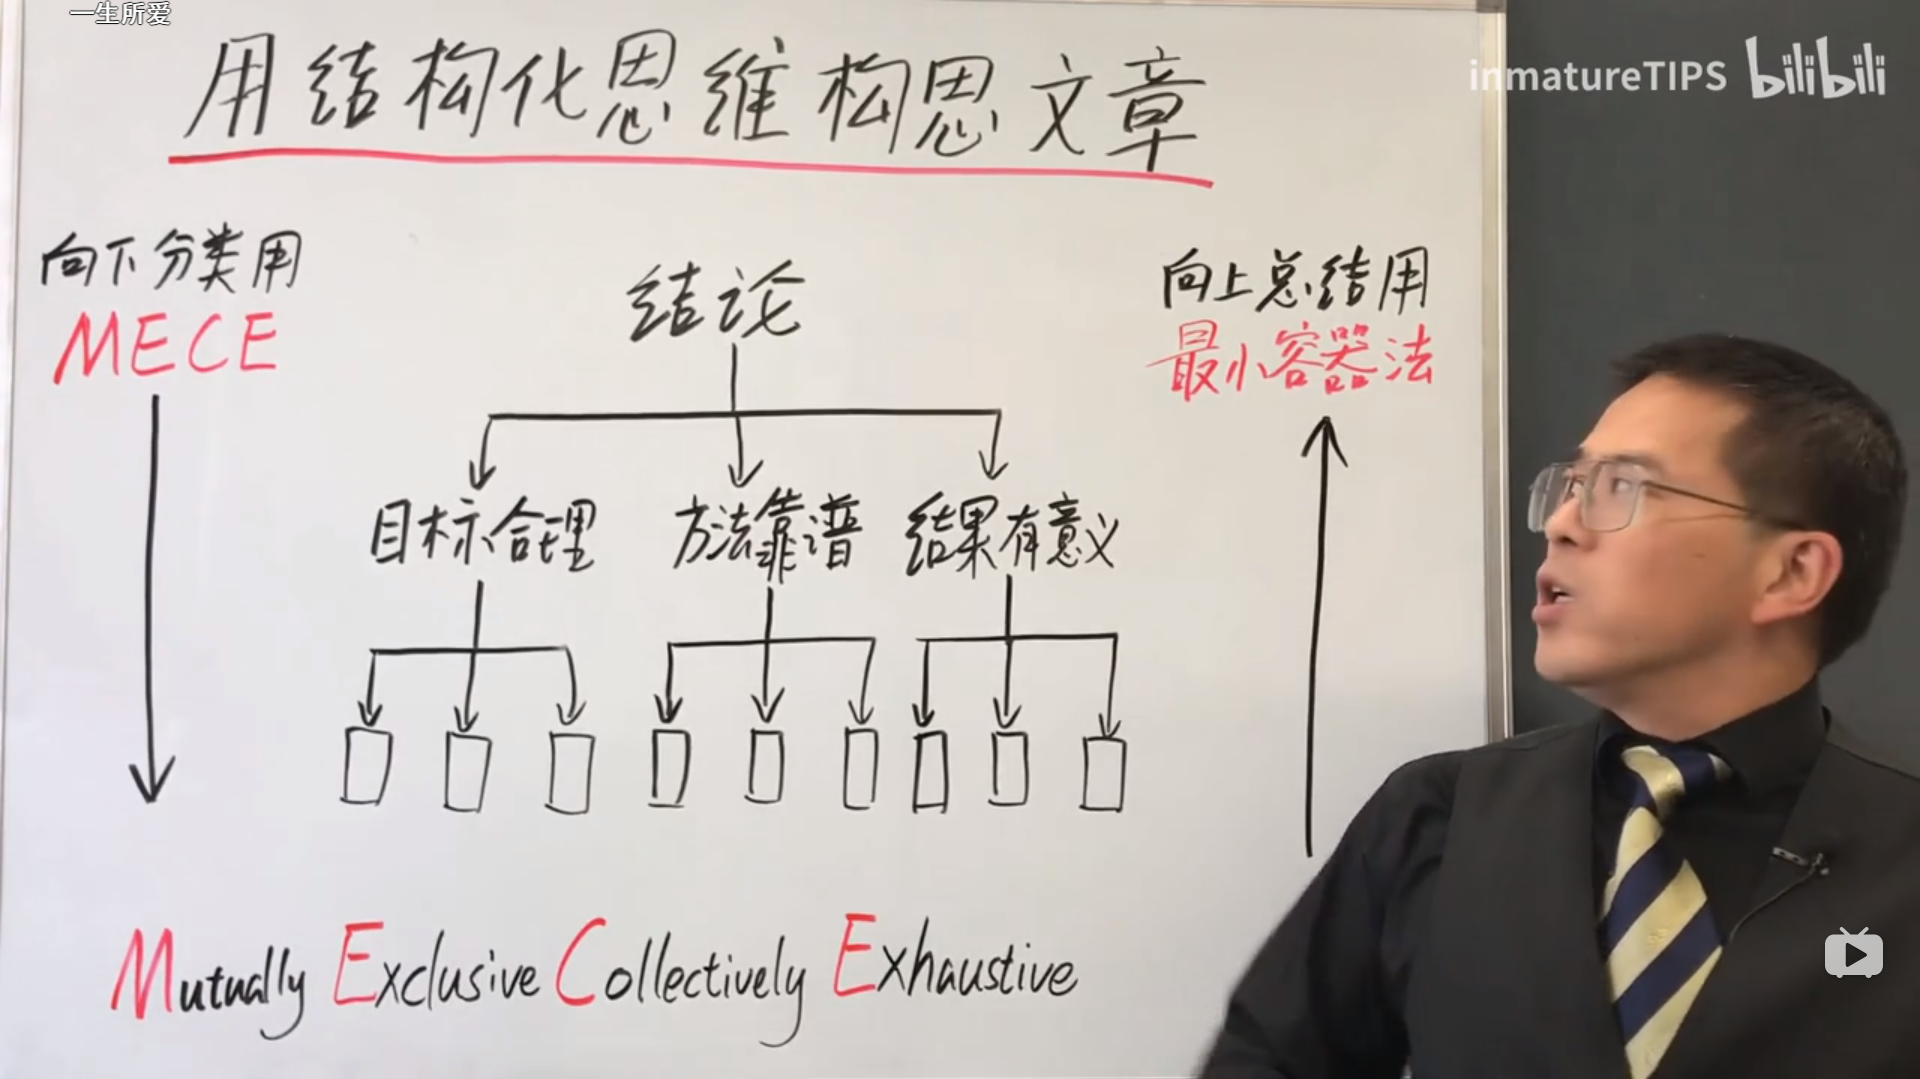 一生所爱
用结构化思维构思文章
inmatureTIPS bilibili
向下分类用
MECE
结论
向上总结用
最小容器法
目标合理
方法靠谱
结果有意义
Mutually Exclusive Collectively Exhaustive